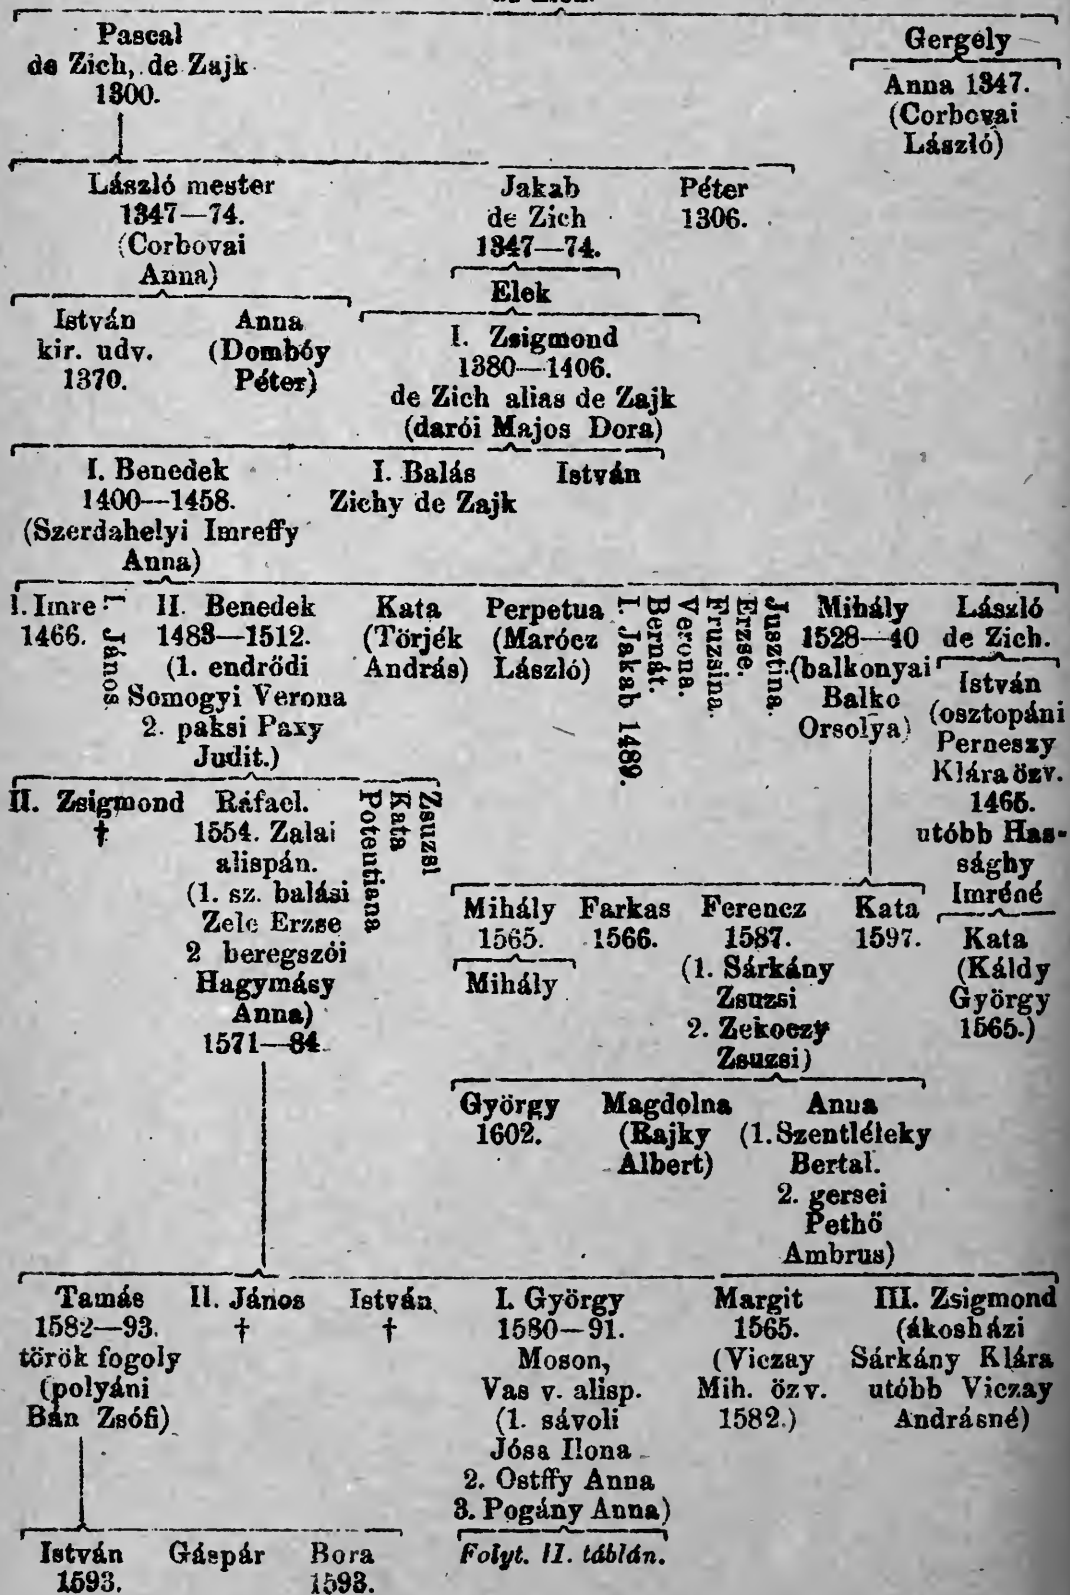 Pascal
de Zich, de Zajk
1300.
Gergely
Anna 1347.
(Corbovai
László)
László mester
1347—74.
(Corbovai
Anna)
Jakab
de Zich
1347—74.
Péter
1306.
István
kir. udv.
1370.
Anna
(Dombóy
Péter)
Elek
I. Zsigmond
1380—1406.
de Zich alias de Zajk
(darói Majos Dora)
I. Benedek
1400—1458.
(Szerdahelyi Imreffy
Anna)
I. Balás
Zichy de Zajk
István
I. Imre
1466.
I. János
II. Benedek
1483—1512.
(1. endrődi
Somogyi Verona
2. paksi Paxy
Judit.)
Kata
(Törjék
András)
Perpetua
(Marócz
László)
I. Jakab 1489.
Bernát.
Verona.
Fruzsina.
Erzse.
Jusztina.
Mihály
1528—40
(balkonyai
Balko
Orsolya)
László
de Zich.
István
(osztopáni
Perneszy
Klára özv.
1465.
utóbb Has-
sághy
Imréné
Kata
(Káldy
György
1565.)
II. Zsigmond
†
Ráfael.
1554. Zalai
alispán.
(1. sz. balási
Zele Erzse
2 beregszói
Hagymásy
Anna)
1571—84.
Potentiana
Kata
Zsuzsi
Mihály
1565.
Mihály
Farkas
1566.
Ferencz
1587.
(1. Sárkány
Zsuzsi
2. Zekoczy
Zsuzsi)
Kata
1597.
György
1602.
Magdolna
(Rajky
Albert)
Anna
(1. Szentléleky
Bertal.
2. gersei
Pethő
Ambrus)
Tamás
1582—93.
török fogoly
(polyáni
Bán Zsófi)
II. János
†
István
†
I. György
1580—91.
Moson,
Vas v. alisp.
(1. sávoli
Jósa Ilona
2. Ostffy Anna
3. Pogány Anna)
Folyt. II. táblán.
Margit
1565.
(Viczay
Mih. özv.
1582.)
III. Zsigmond
(ákosházi
Sárkány Klára
utóbb Viczay
Andrásné)
István
1593.
Gáspár
Bora
1593.